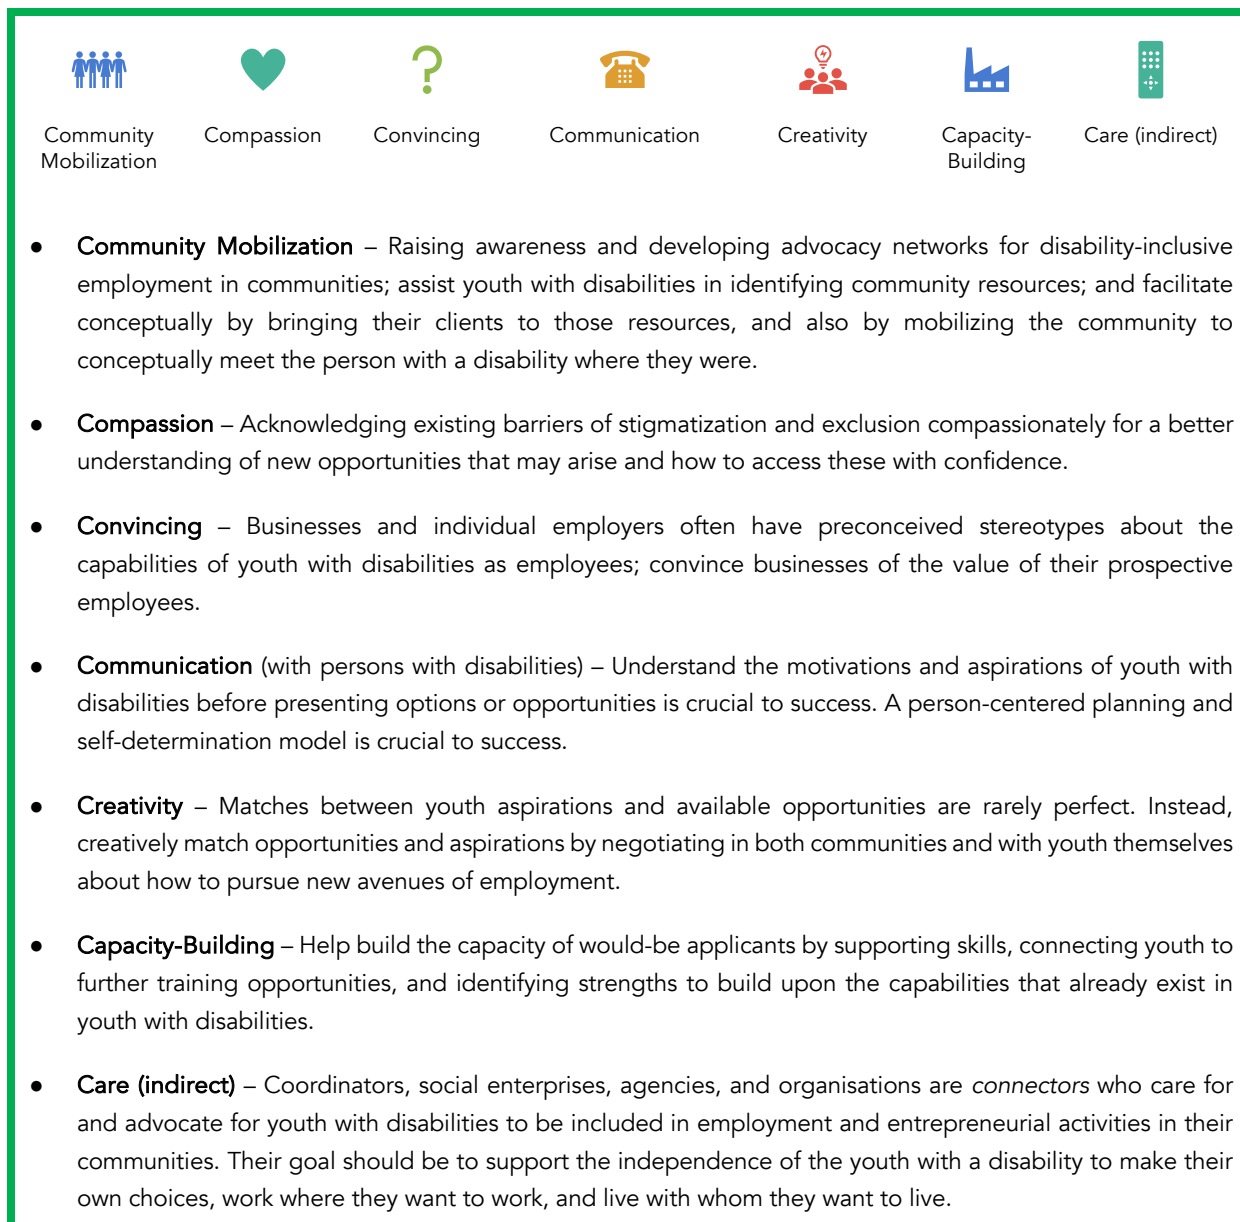 Community Mobilization
Compassion
Convincing
Communication
Creativity
Capacity-Building
Care (indirect)
● Community Mobilization – Raising awareness and developing advocacy networks for disability-inclusive
employment in communities; assist youth with disabilities in identifying community resources; and facilitate
conceptually by bringing their clients to those resources, and also by mobilizing the community to
conceptually meet the person with a disability where they were.
● Compassion – Acknowledging existing barriers of stigmatization and exclusion compassionately for a better
understanding of new opportunities that may arise and how to access these with confidence.
● Convincing – Businesses and individual employers often have preconceived stereotypes about the
capabilities of youth with disabilities as employees; convince businesses of the value of their prospective
employees.
● Communication (with persons with disabilities) – Understand the motivations and aspirations of youth with
disabilities before presenting options or opportunities is crucial to success. A person-centered planning and
self-determination model is crucial to success.
● Creativity – Matches between youth aspirations and available opportunities are rarely perfect. Instead,
creatively match opportunities and aspirations by negotiating in both communities and with youth themselves
about how to pursue new avenues of employment.
● Capacity-Building – Help build the capacity of would-be applicants by supporting skills, connecting youth to
further training opportunities, and identifying strengths to build upon the capabilities that already exist in
youth with disabilities.
● Care (indirect) – Coordinators, social enterprises, agencies, and organisations are connectors who care for
and advocate for youth with disabilities to be included in employment and entrepreneurial activities in their
communities. Their goal should be to support the independence of the youth with a disability to make their
own choices, work where they want to work, and live with whom they want to live.